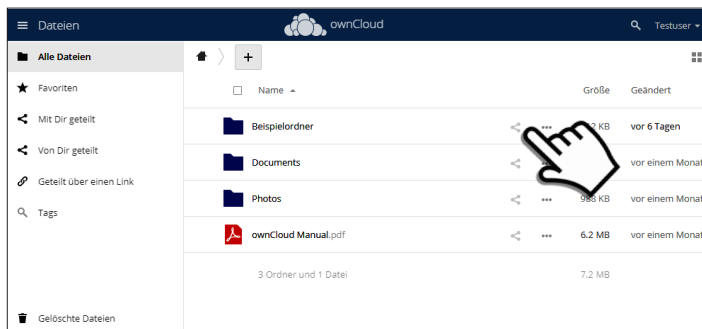 Dateien
ownCloud
Testuser
Alle Dateien
Favoriten
Mit Dir geteilt
Von Dir geteilt
Geteilt über einen Link
Tags
Gelöschte Dateien
Name
Größe
Geändert
Beispielordner
KB
vor 6 Tagen
Documents
vor einem Monat
Photos
KB
vor einem Monat
ownCloud Manual.pdf
6.2 MB
vor einem Monat
3 Ordner und 1 Datei
7.2 MB